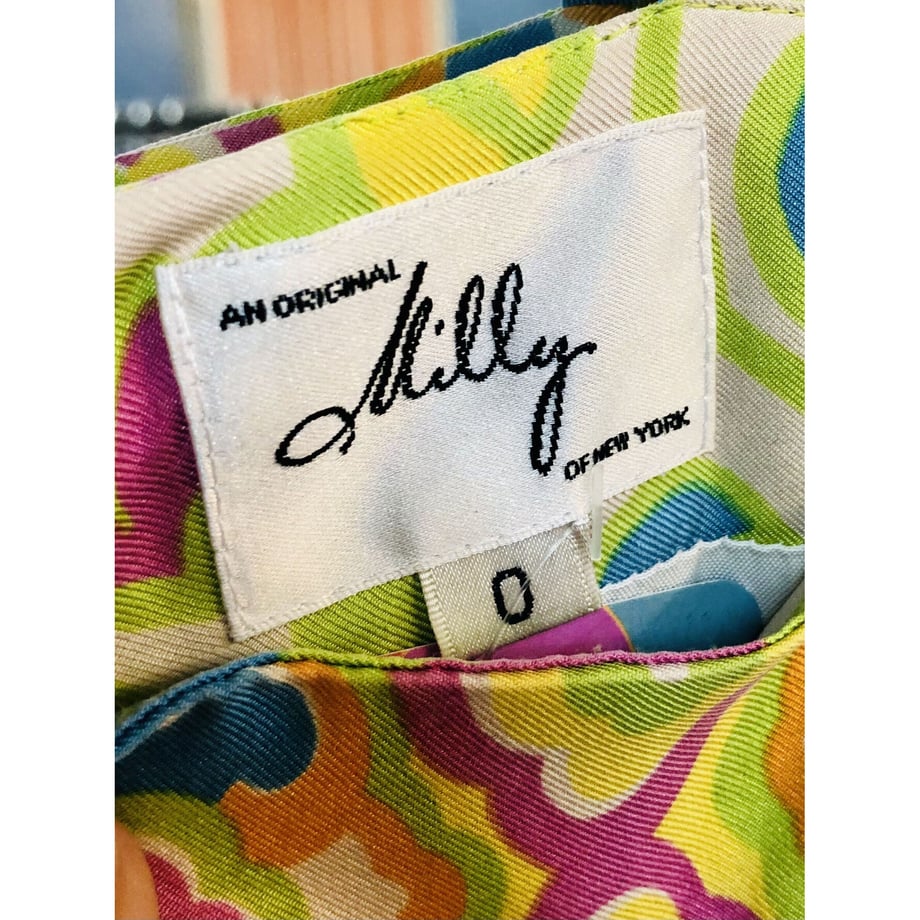 AN ORIGINAL
Milly
OF NEW YORK
0